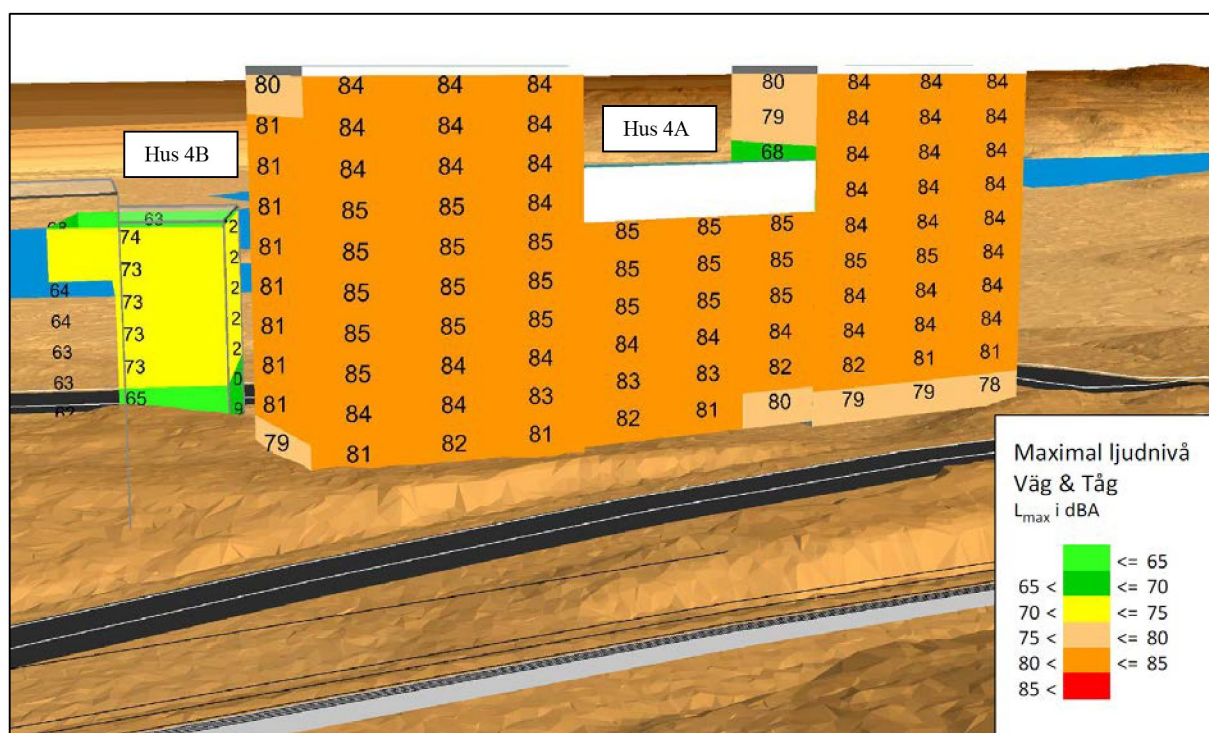 80 84 84 84 80 84 84 84
81 84 84 84 79 84 84 84
Hus 4B
Hus 4A
81 84 84 84 68 84 84 84
81 85 85 84 84 84 84
63
74 81 85 85 85 85 85 85 84 84 84
73 81 85 85 85 85 85 85 85 85 84
64 73 81 85 85 85 85 85 85 84 84 84
64 73 81 85 84 84 84 84 84 84 84 84
63 73 81 84 84 83 83 83 82 82 81 81
63 65 79 81 82 81 82 81 80 79 79 78
Maximal ljudnivå
Väg & Tåg
Lmax i dBA
<= 65
65 < <= 70
70 < <= 75
75 < <= 80
80 < <= 85
85 <